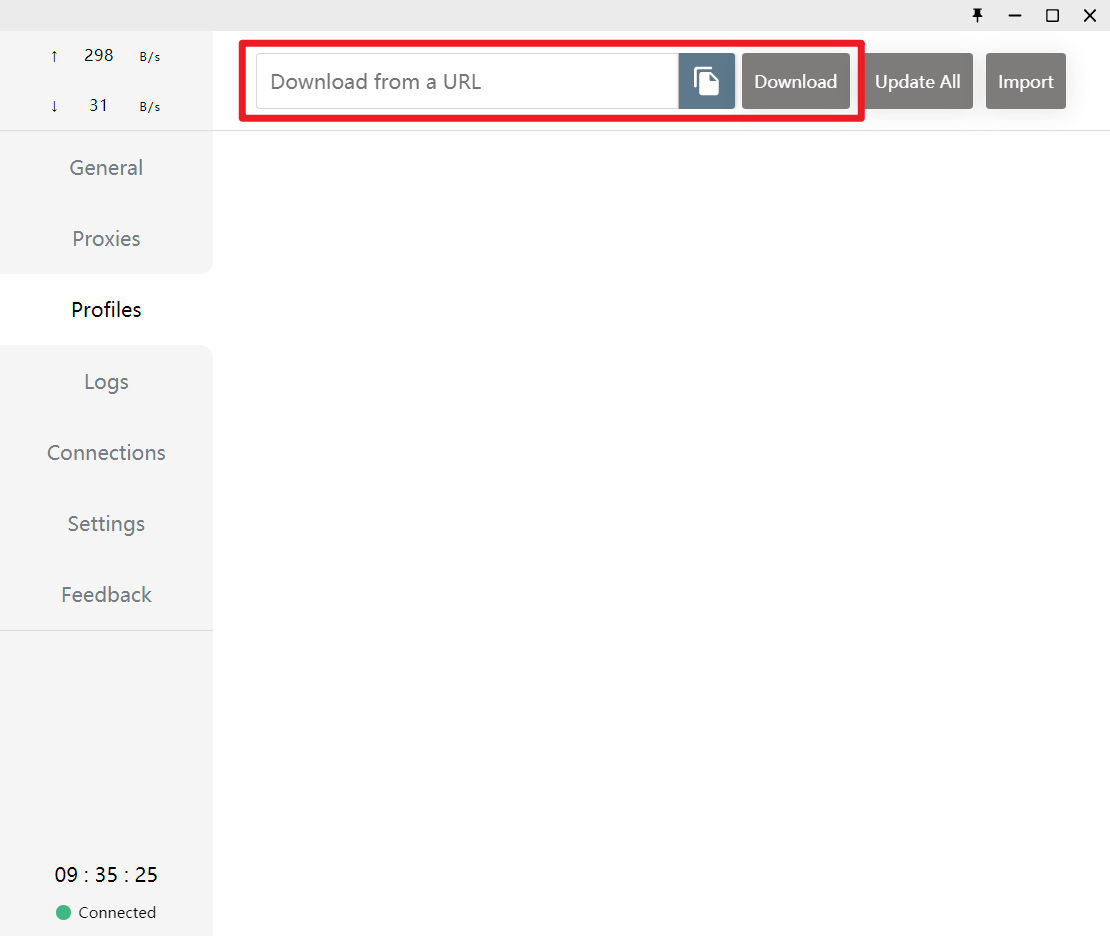 ↑ 298 B/s
↓ 31 B/s
Download from a URL
Download
Update All
Import
General
Proxies
Profiles
Logs
Connections
Settings
Feedback
09 : 35 : 25
Connected